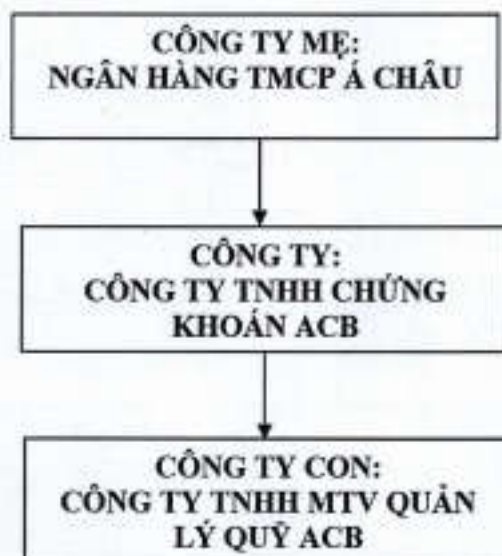 CÔNG TY MẸ:
NGÂN HÀNG TMCP Á CHÂU
CÔNG TY:
CÔNG TY TNHH CHỨNG
KHOÁN ACB
CÔNG TY CON:
CÔNG TY TNHH MTV QUẢN
LÝ QUỸ ACB